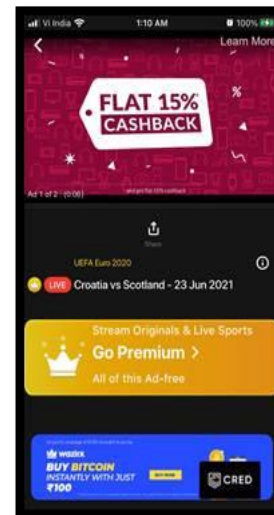 Vi India
1:10 AM
100%
Learn More
FLAT 15%
CASHBACK
%
Ad 1 of 2 : (0:06)
Share
UEFA Euro 2020
LIVE
Croatia vs Scotland - 23 Jun 2021
Stream Originals & Live Sports
Go Premium >
All of this Ad-free
wazirx
BUY BITCOIN
INSTANTLY WITH JUST
₹100
BUY NOW
CRED